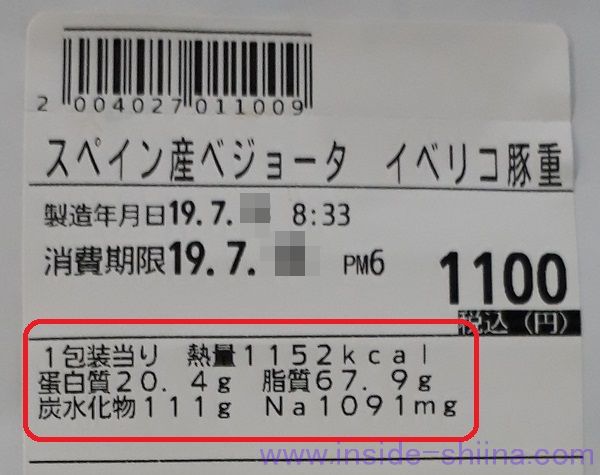 2 004027 011009
スペイン産ベジョータ イベリコ豚重
製造年月日19.7. 8:33
消費期限19.7. PM6
1100
税込(円)
1包装当り 熱量1152kcal
蛋白質20.4g 脂質67.9g
炭水化物111g Na1091mg
www.inside-shiina.com